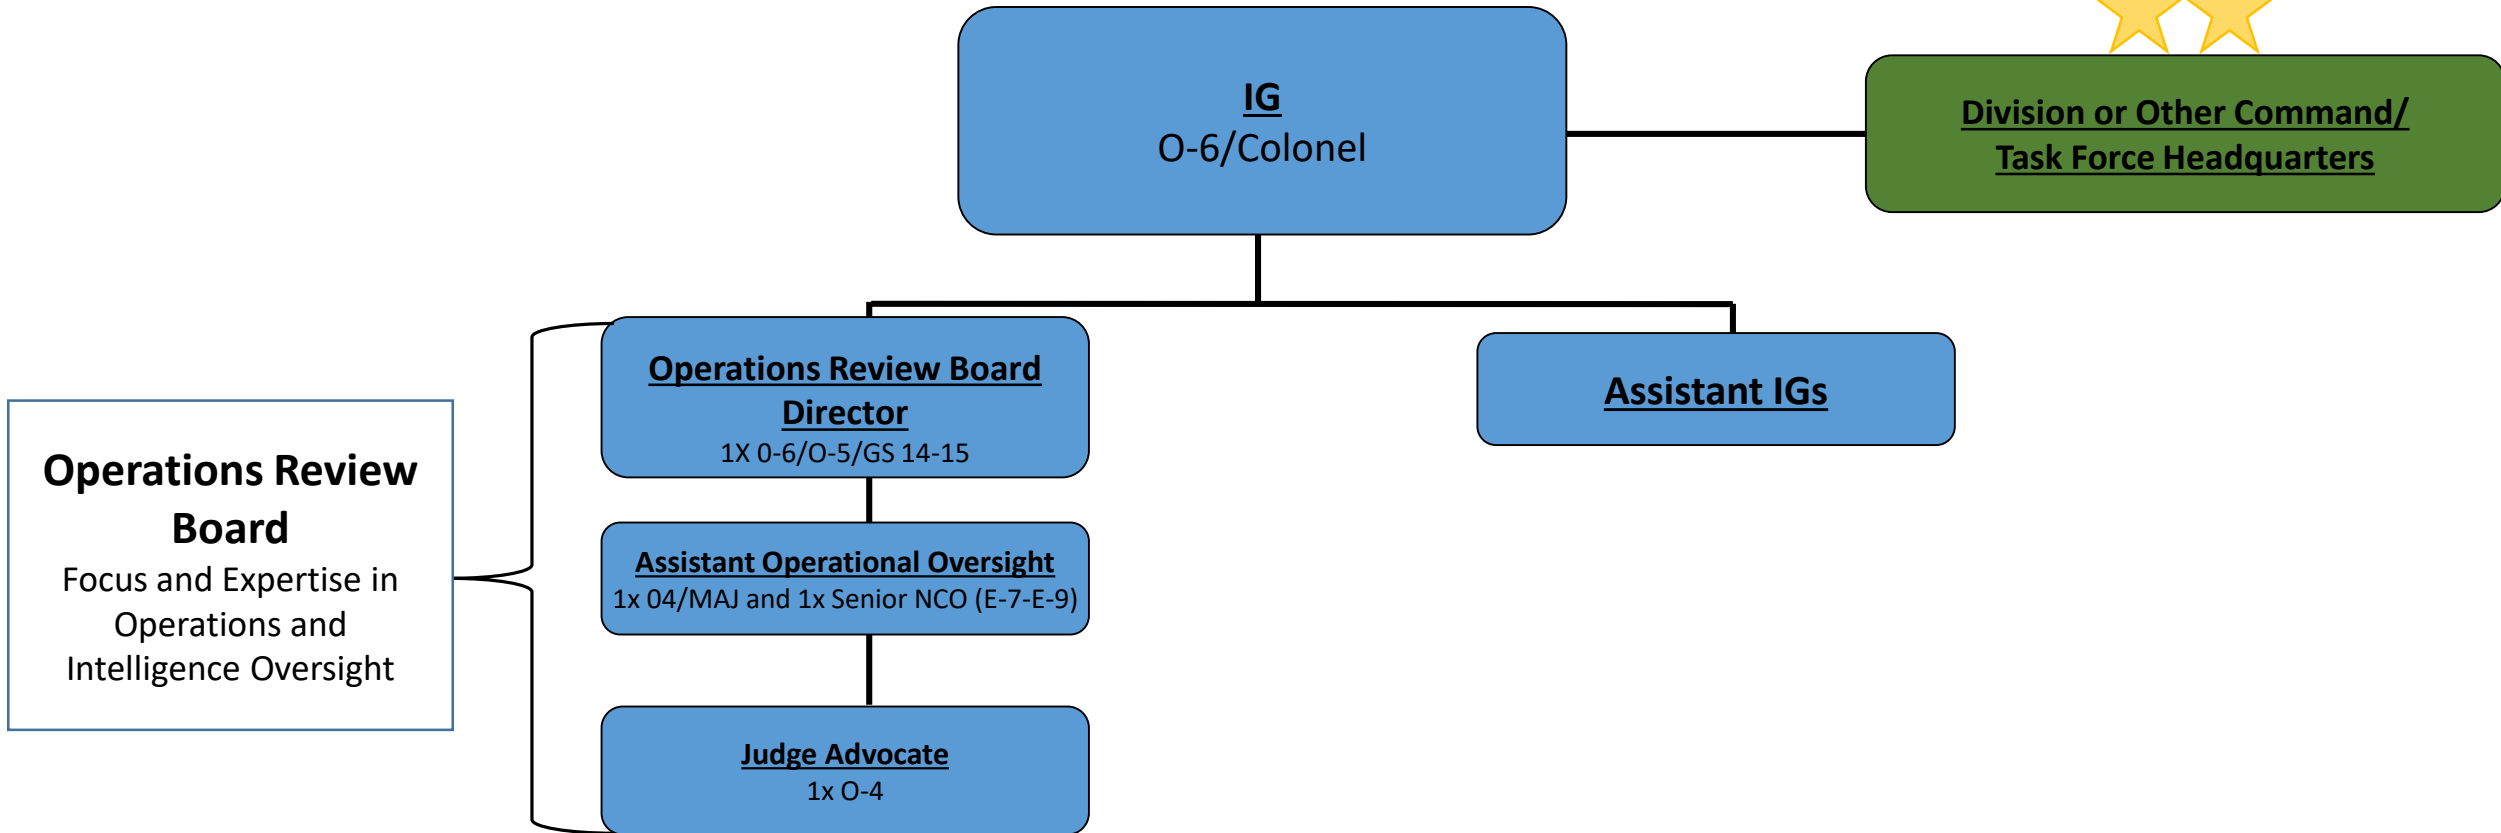 IG
O-6/Colonel
Division or Other Command/
Task Force Headquarters
Operations Review Board
Director
1X 0-6/O-5/GS 14-15
Assistant IGs
Operations Review
Board
Focus and Expertise in
Operations and
Intelligence Oversight
Assistant Operational Oversight
1x 04/MAJ and 1x Senior NCO (E-7-E-9)
Judge Advocate
1x O-4